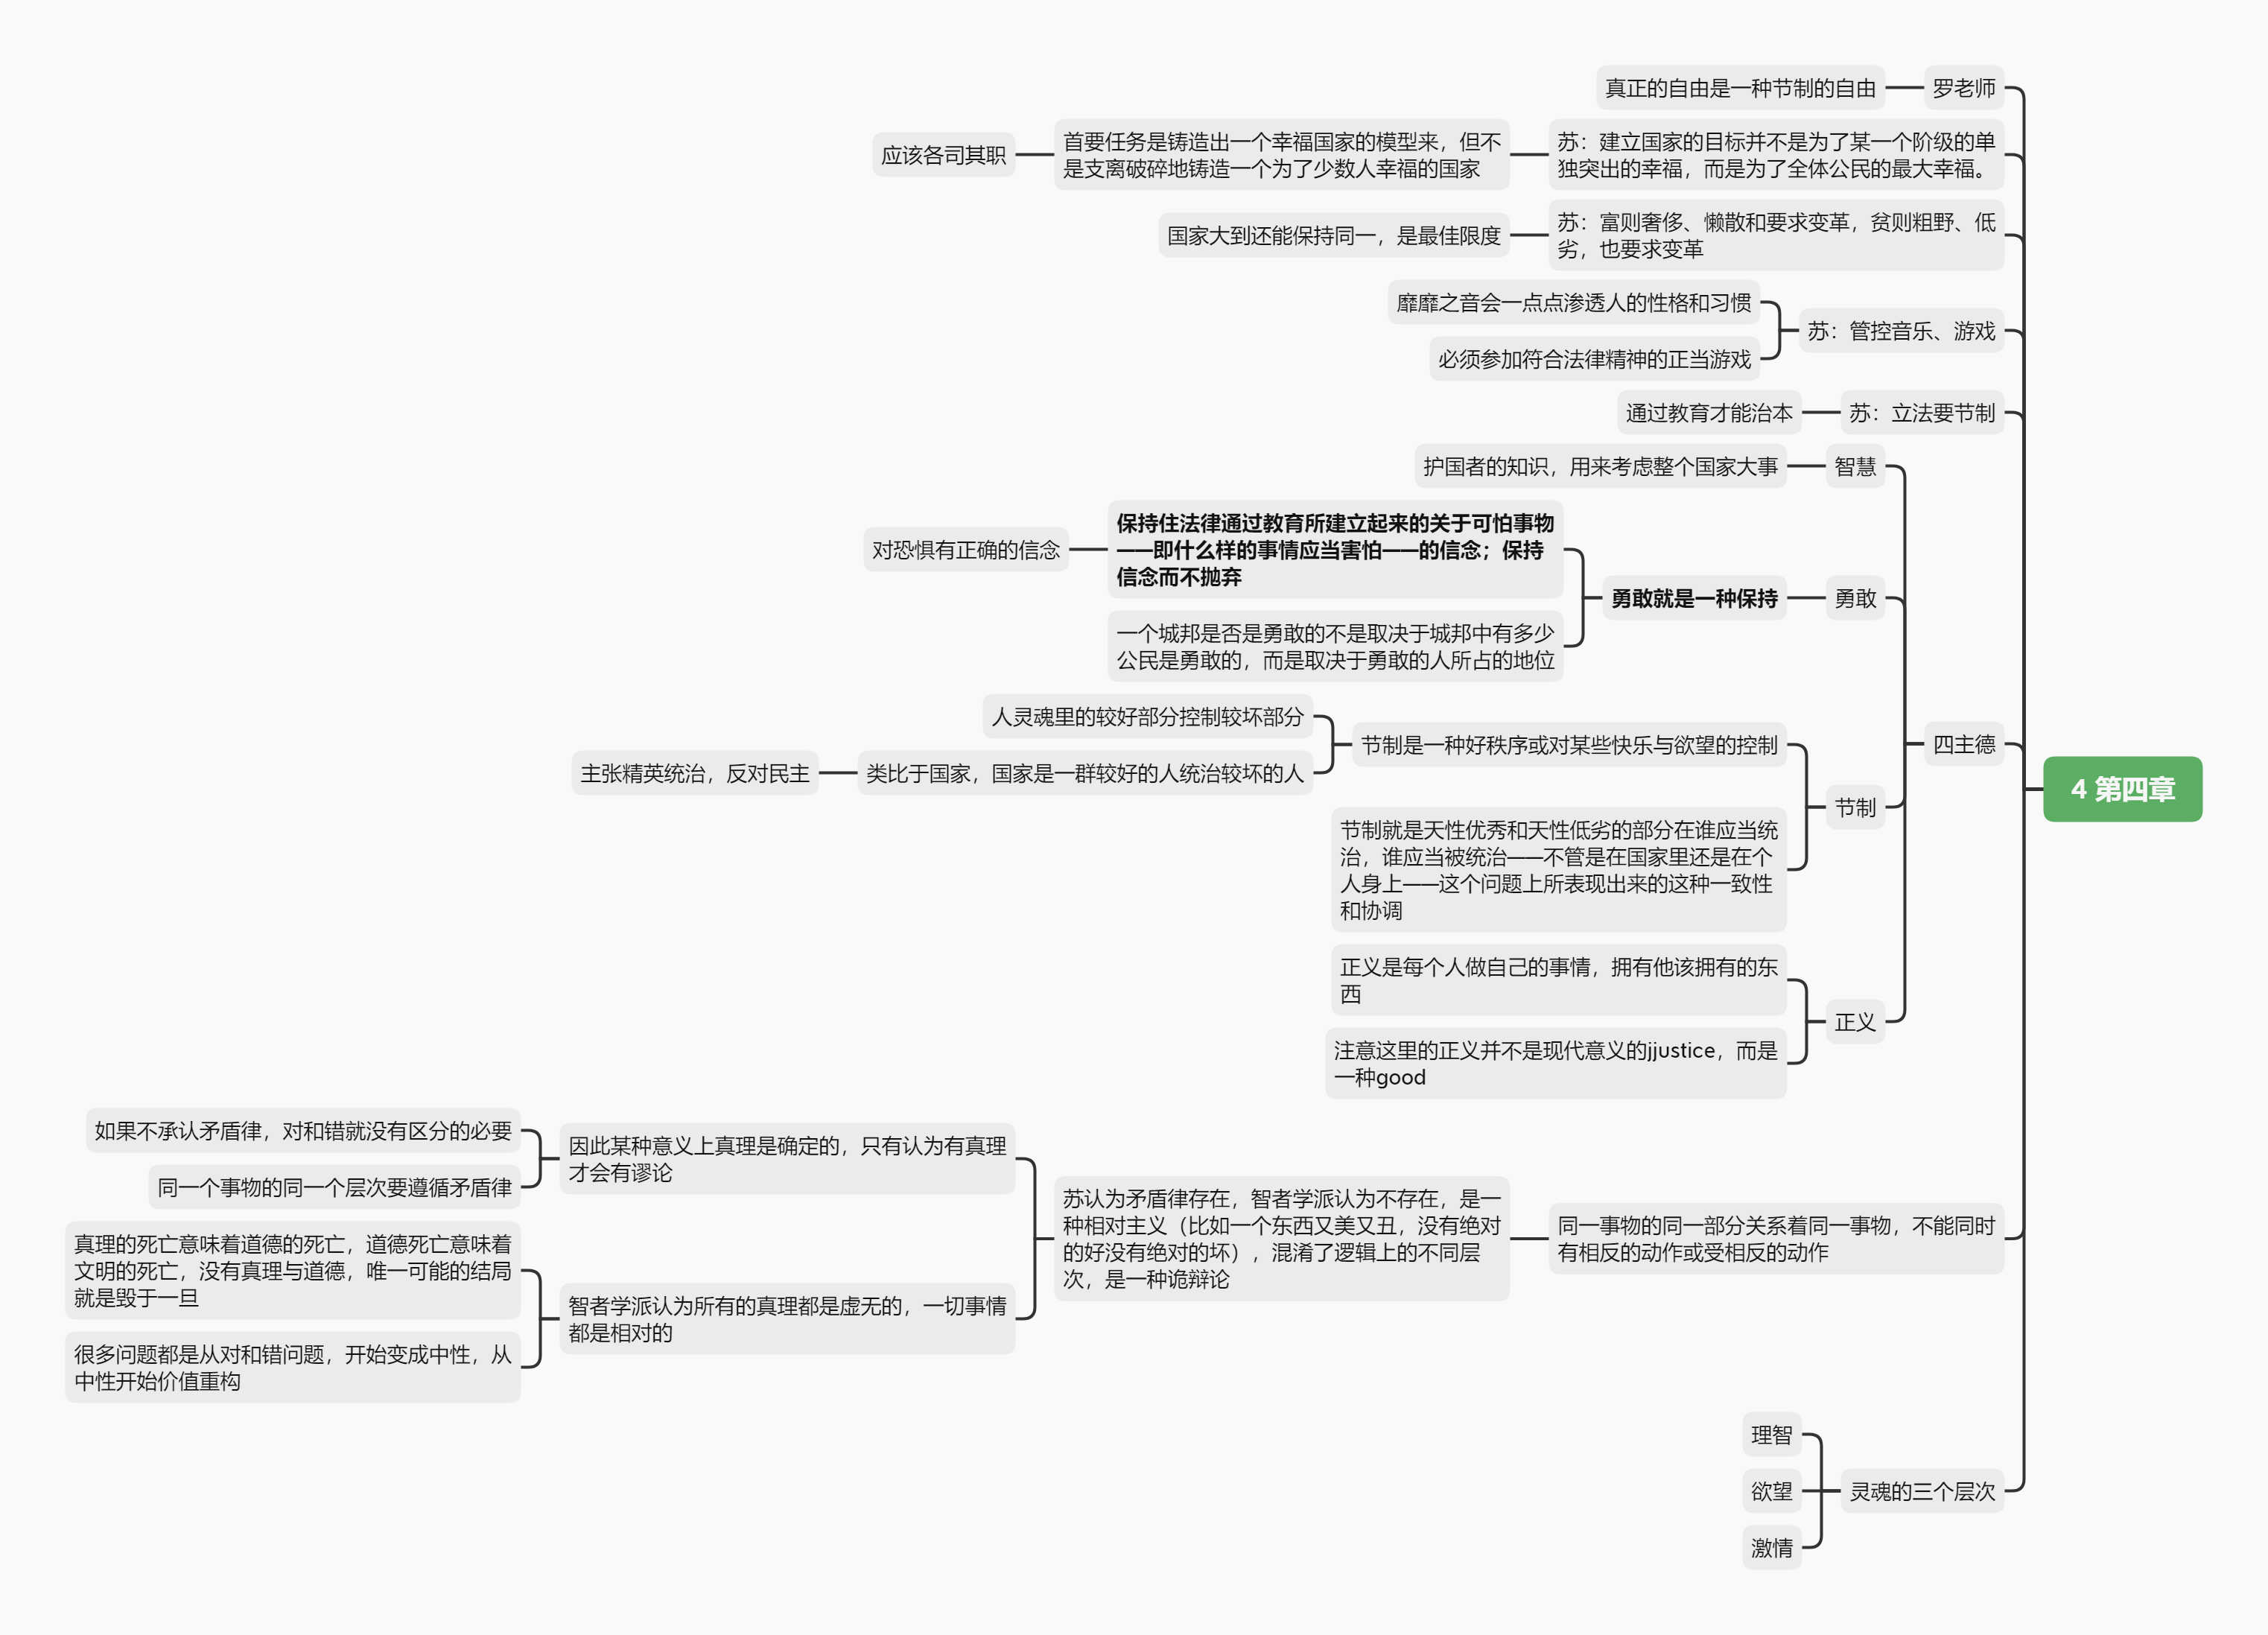 4 第四章
罗老师
真正的自由是一种节制的自由
苏：建立国家的目标并不是为了某一个阶级的单
独突出的幸福，而是为了全体公民的最大幸福。
首要任务是铸造出一个幸福国家的模型来，但不
是支离破碎地铸造一个为了少数人幸福的国家
应该各司其职
苏：富则奢侈、懒散和要求变革，贫则粗野、低
劣，也要求变革
国家大到还能保持同一，是最佳限度
苏：管控音乐、游戏
靡靡之音会一点点渗透人的性格和习惯
必须参加符合法律精神的正当游戏
苏：立法要节制
通过教育才能治本
四主德
智慧
护国者的知识，用来考虑整个国家大事
勇敢
勇敢就是一种保持
保持住法律通过教育所建立起来的关于可怕事物
——即什么样的事情应当害怕——的信念；保持
信念而不抛弃
对恐惧有正确的信念
一个城邦是否是勇敢的不是取决于城邦中有多少
公民是勇敢的，而是取决于勇敢的人所占的地位
节制
节制是一种好秩序或对某些快乐与欲望的控制
人灵魂里的较好部分控制较坏部分
类比于国家，国家是一群较好的人统治较坏的人
主张精英统治，反对民主
节制就是天性优秀和天性低劣的部分在谁应当统
治，谁应当被统治——不管是在国家里还是在个
人身上——这个问题上所表现出来的这种一致性
和协调
正义
正义是每个人做自己的事情，拥有他该拥有的东
西
注意这里的正义并不是现代意义的jjustice，而是
一种good
同一事物的同一部分关系着同一事物，不能同时
有相反的动作或受相反的动作
苏认为矛盾律存在，智者学派认为不存在，是一
种相对主义（比如一个东西又美又丑，没有绝对
的好没有绝对的坏），混淆了逻辑上的不同层
次，是一种诡辩论
因此某种意义上真理是确定的，只有认为有真理
才会有谬论
如果不承认矛盾律，对和错就没有区分的必要
同一个事物的同一个层次要遵循矛盾律
智者学派认为所有的真理都是虚无的，一切事情
都是相对的
真理的死亡意味着道德的死亡，道德死亡意味着
文明的死亡，没有真理与道德，唯一可能的结局
就是毁于一旦
很多问题都是从对和错问题，开始变成中性，从
中性开始价值重构
灵魂的三个层次
理智
欲望
激情